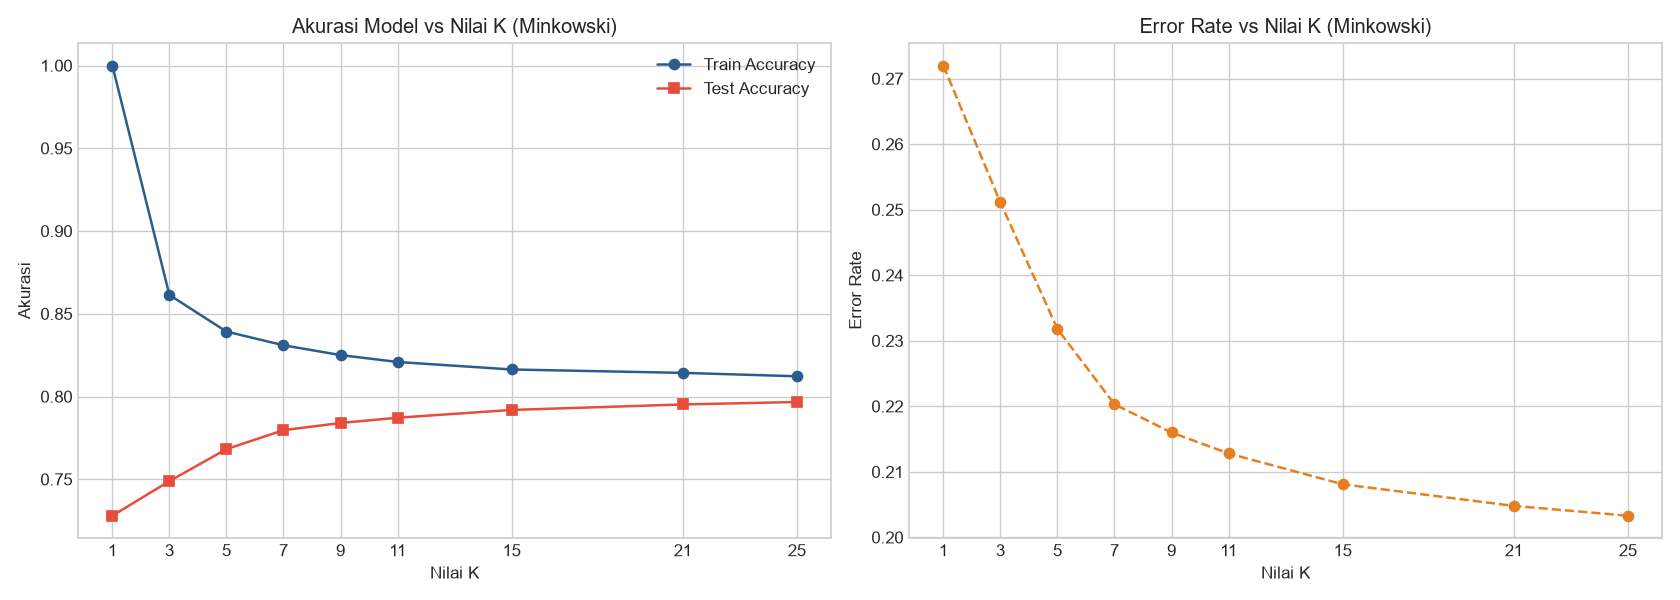 Akurasi Model vs Nilai K (Minkowski)
Train Accuracy
Test Accuracy
1.00
0.95
0.90
0.85
0.80
0.75
Akurasi
1 3 5 7 9 11 15 21 25
Nilai K
Error Rate vs Nilai K (Minkowski)
0.27
0.26
0.25
0.24
0.23
0.22
0.21
0.20
Error Rate
1 3 5 7 9 11 15 21 25
Nilai K